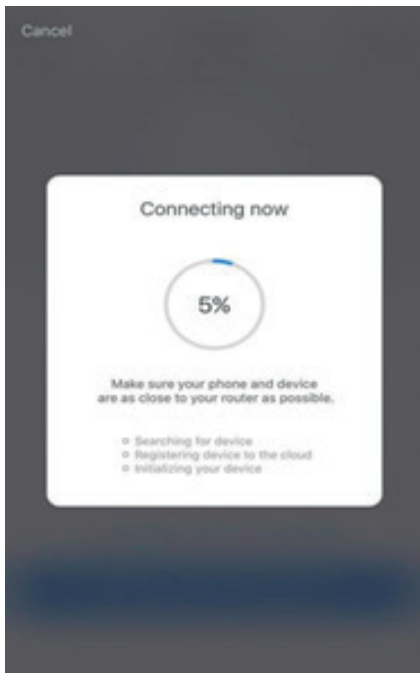 Cancel
Connecting now
5%
Make sure your phone and device
are as close to your router as possible.
Searching for device
Registering device to the cloud
Initializing your device